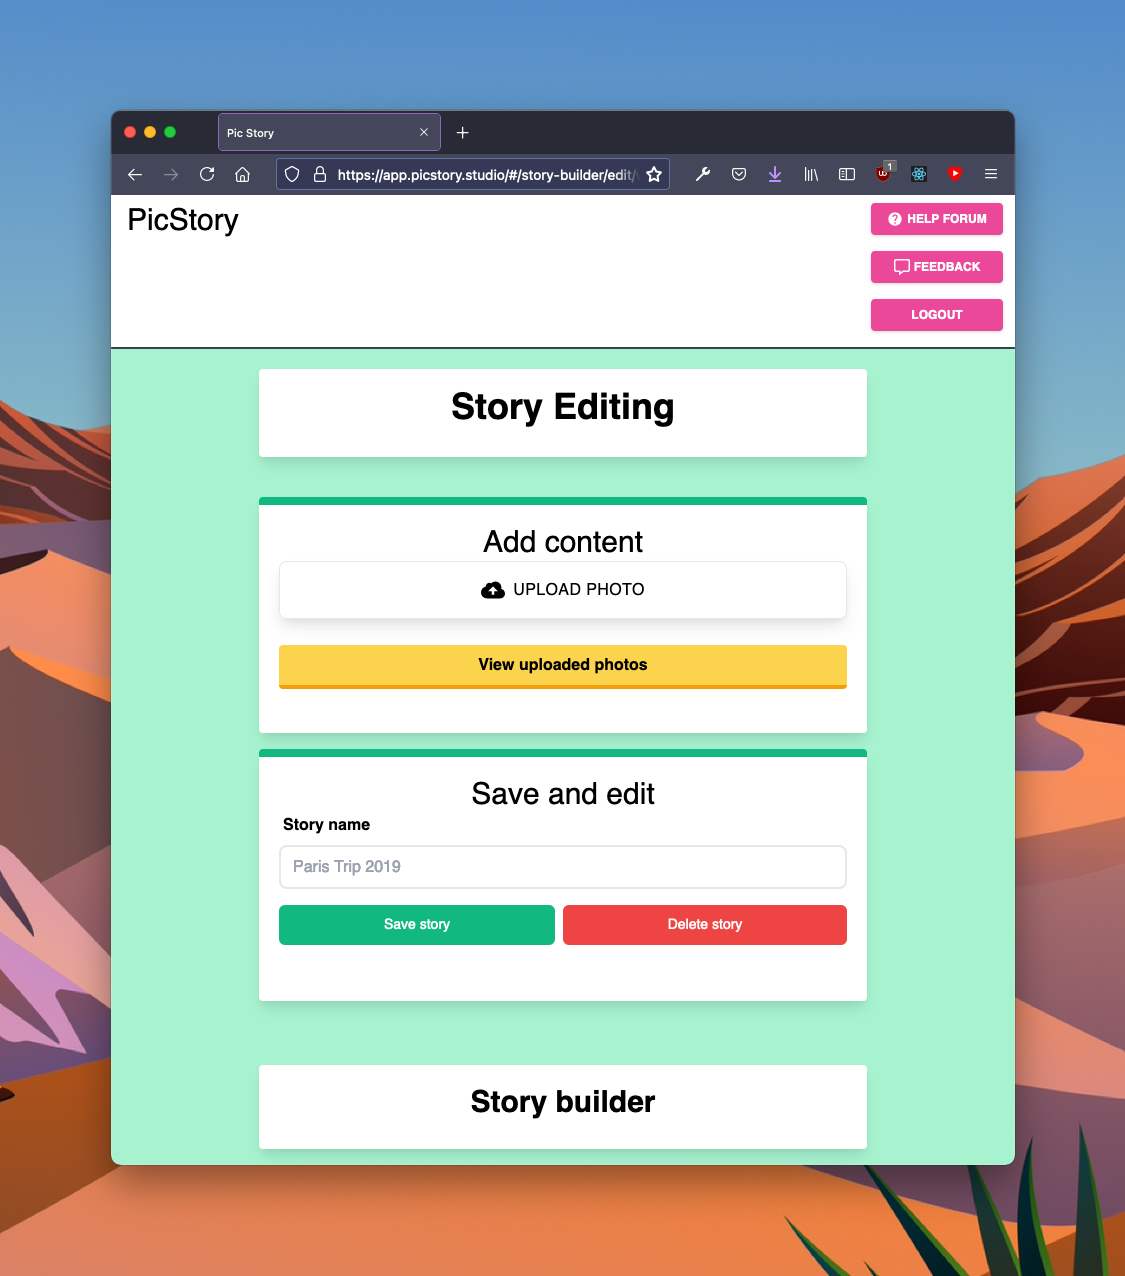 Pic Story
https://app.picstory.studio/#/story-builder/edit/
1
PicStory
HELP FORUM
FEEDBACK
LOGOUT
Story Editing
Add content
UPLOAD PHOTO
View uploaded photos
Save and edit
Story name
Paris Trip 2019
Save story
Delete story
Story builder